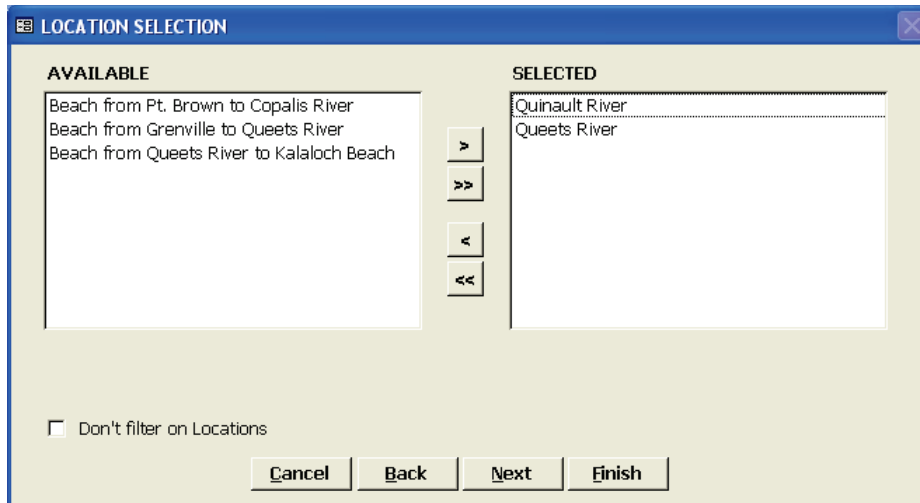 LOCATION SELECTION
AVAILABLE
Beach from Pt. Brown to Copalis River
Beach from Grenville to Queets River
Beach from Queets River to Kalaloch Beach
>
>>
<
<<
SELECTED
Quinault River
Queets River
Don't filter on Locations
Cancel Back Next Finish